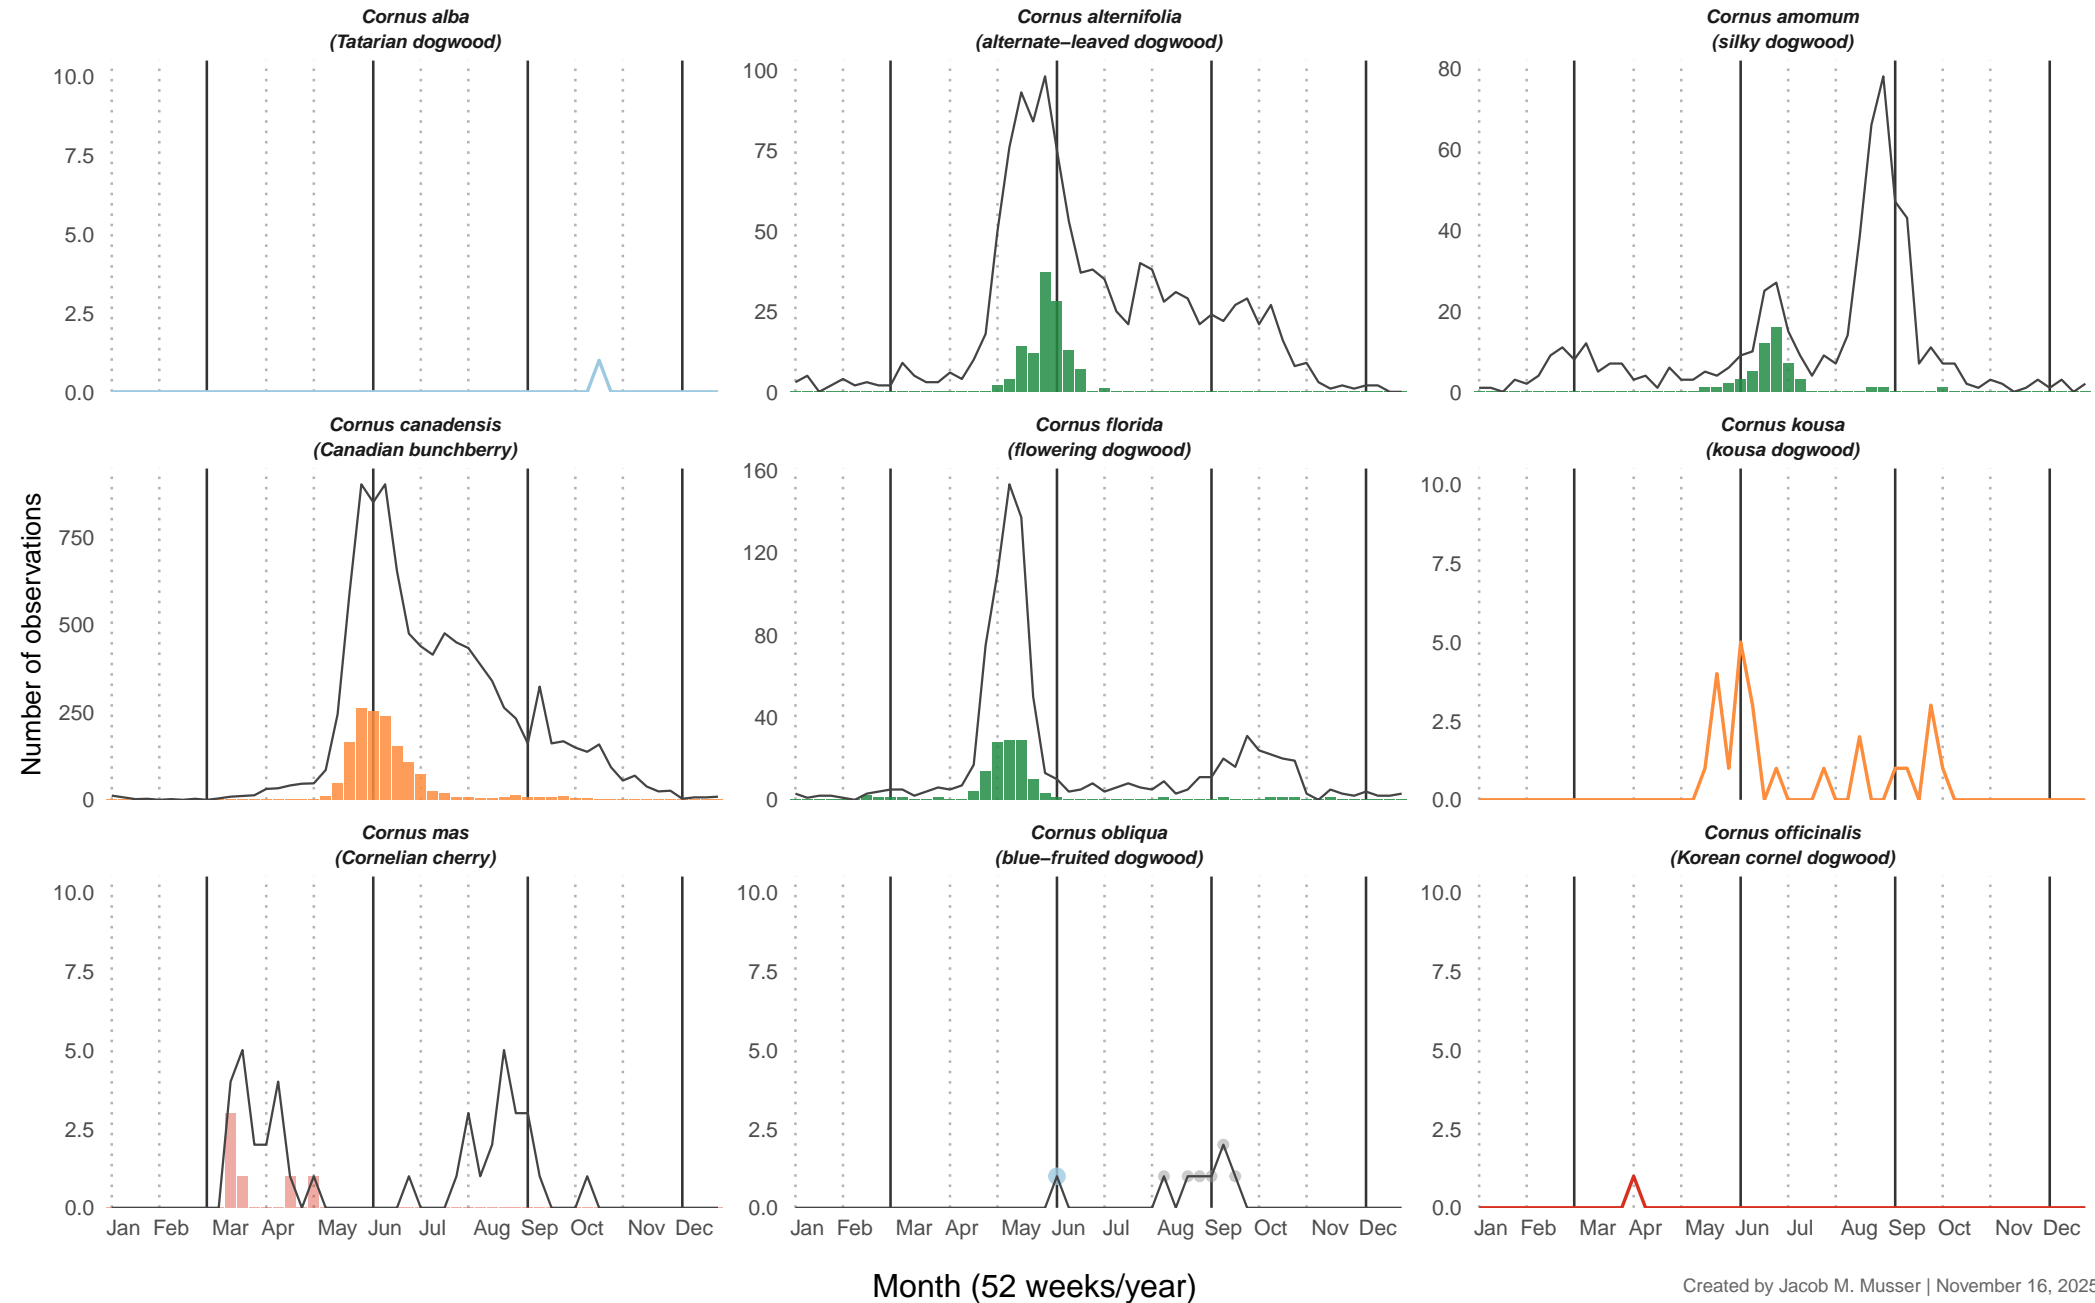 Cornus alba
(Tatarian dogwood)
Cornus alternifolia
(alternate–leaved dogwood)
Cornus amomum
(silky dogwood)
10.0
7.5
5.0
2.5
0.0
100
75
50
25
0
80
60
40
20
0
Cornus canadensis
(Canadian bunchberry)
Cornus florida
(flowering dogwood)
Cornus kousa
(kousa dogwood)
Number of observations
750
500
250
0
160
120
80
40
0
10.0
7.5
5.0
2.5
0.0
Cornus mas
(Cornelian cherry)
Cornus obliqua
(blue–fruited dogwood)
Cornus officinalis
(Korean cornel dogwood)
10.0
7.5
5.0
2.5
0.0
10.0
7.5
5.0
2.5
0.0
10.0
7.5
5.0
2.5
0.0
Jan Feb Mar Apr May Jun Jul Aug Sep Oct Nov Dec
Jan Feb Mar Apr May Jun Jul Aug Sep Oct Nov Dec
Jan Feb Mar Apr May Jun Jul Aug Sep Oct Nov Dec
Month (52 weeks/year)
Created by Jacob M. Musser | November 16, 2025